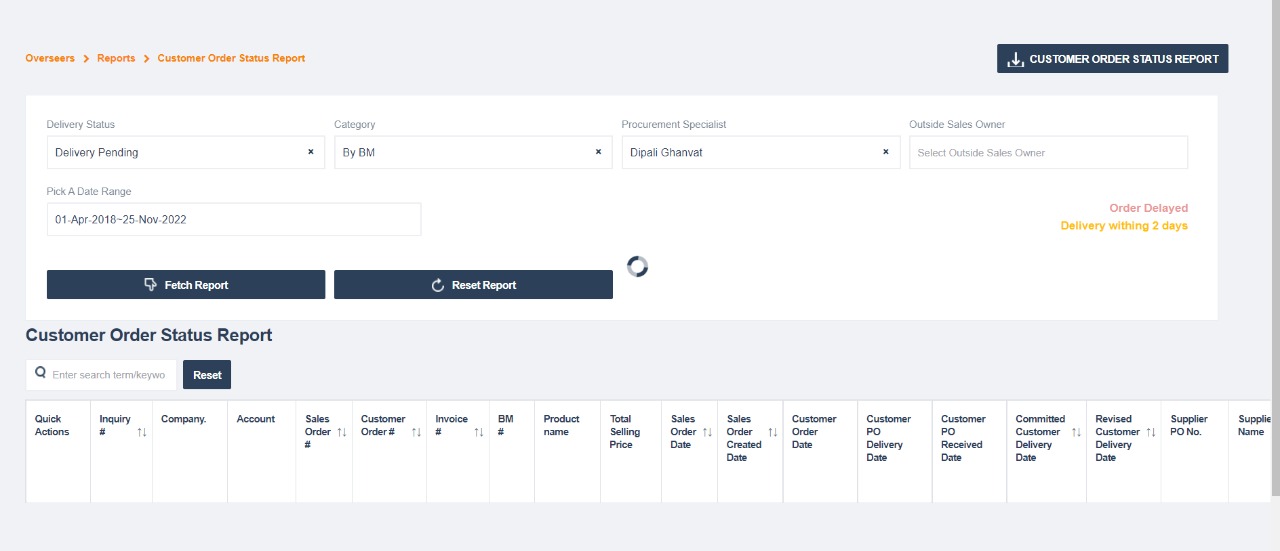 Overseers > Reports > Customer Order Status Report
CUSTOMER ORDER STATUS REPORT
Delivery Status
Category
Procurement Specialist
Outside Sales Owner
Delivery Pending ×
By BM ×
Dipali Ghanvat ×
Select Outside Sales Owner
Pick A Date Range
01-Apr-2018~25-Nov-2022
Order Delayed
Delivery withing 2 days
Fetch Report
Reset Report
Customer Order Status Report
Enter search term/keywo
Reset
Quick
Actions
Inquiry
#
Company.
Account
Sales
Order
#
Customer
Order #
Invoice
#
BM
#
Product
name
Total
Selling
Price
Sales
Order
Date
Sales
Order
Created
Date
Customer
Order
Date
Customer
PO
Delivery
Date
Customer
PO
Received
Date
Committed
Customer
Delivery
Date
Revised
Customer
Delivery
Date
Supplier
PO No.
Supplie
Name